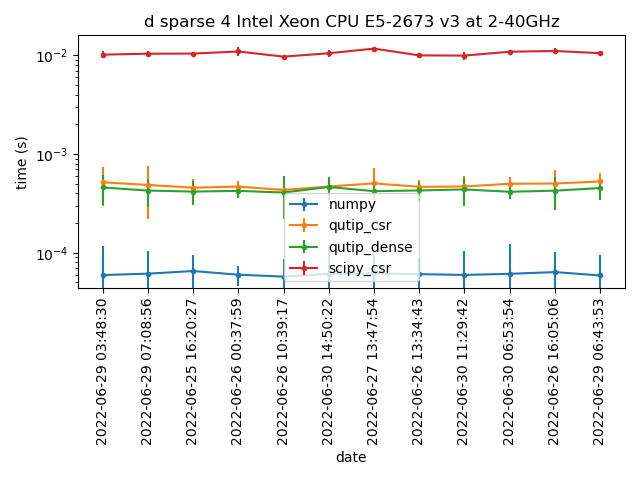 d sparse 4 Intel Xeon CPU E5-2673 v3 at 2-40GHz
time (s)
10⁻²
10⁻³
10⁻⁴
numpy
qutip_csr
qutip_dense
scipy_csr
2022-06-29 03:48:30
2022-06-29 07:08:56
2022-06-25 16:20:27
2022-06-26 00:37:59
2022-06-26 10:39:17
2022-06-30 14:50:22
2022-06-27 13:47:54
2022-06-26 13:34:43
2022-06-30 11:29:42
2022-06-30 06:53:54
2022-06-26 16:05:06
2022-06-29 06:43:53
date